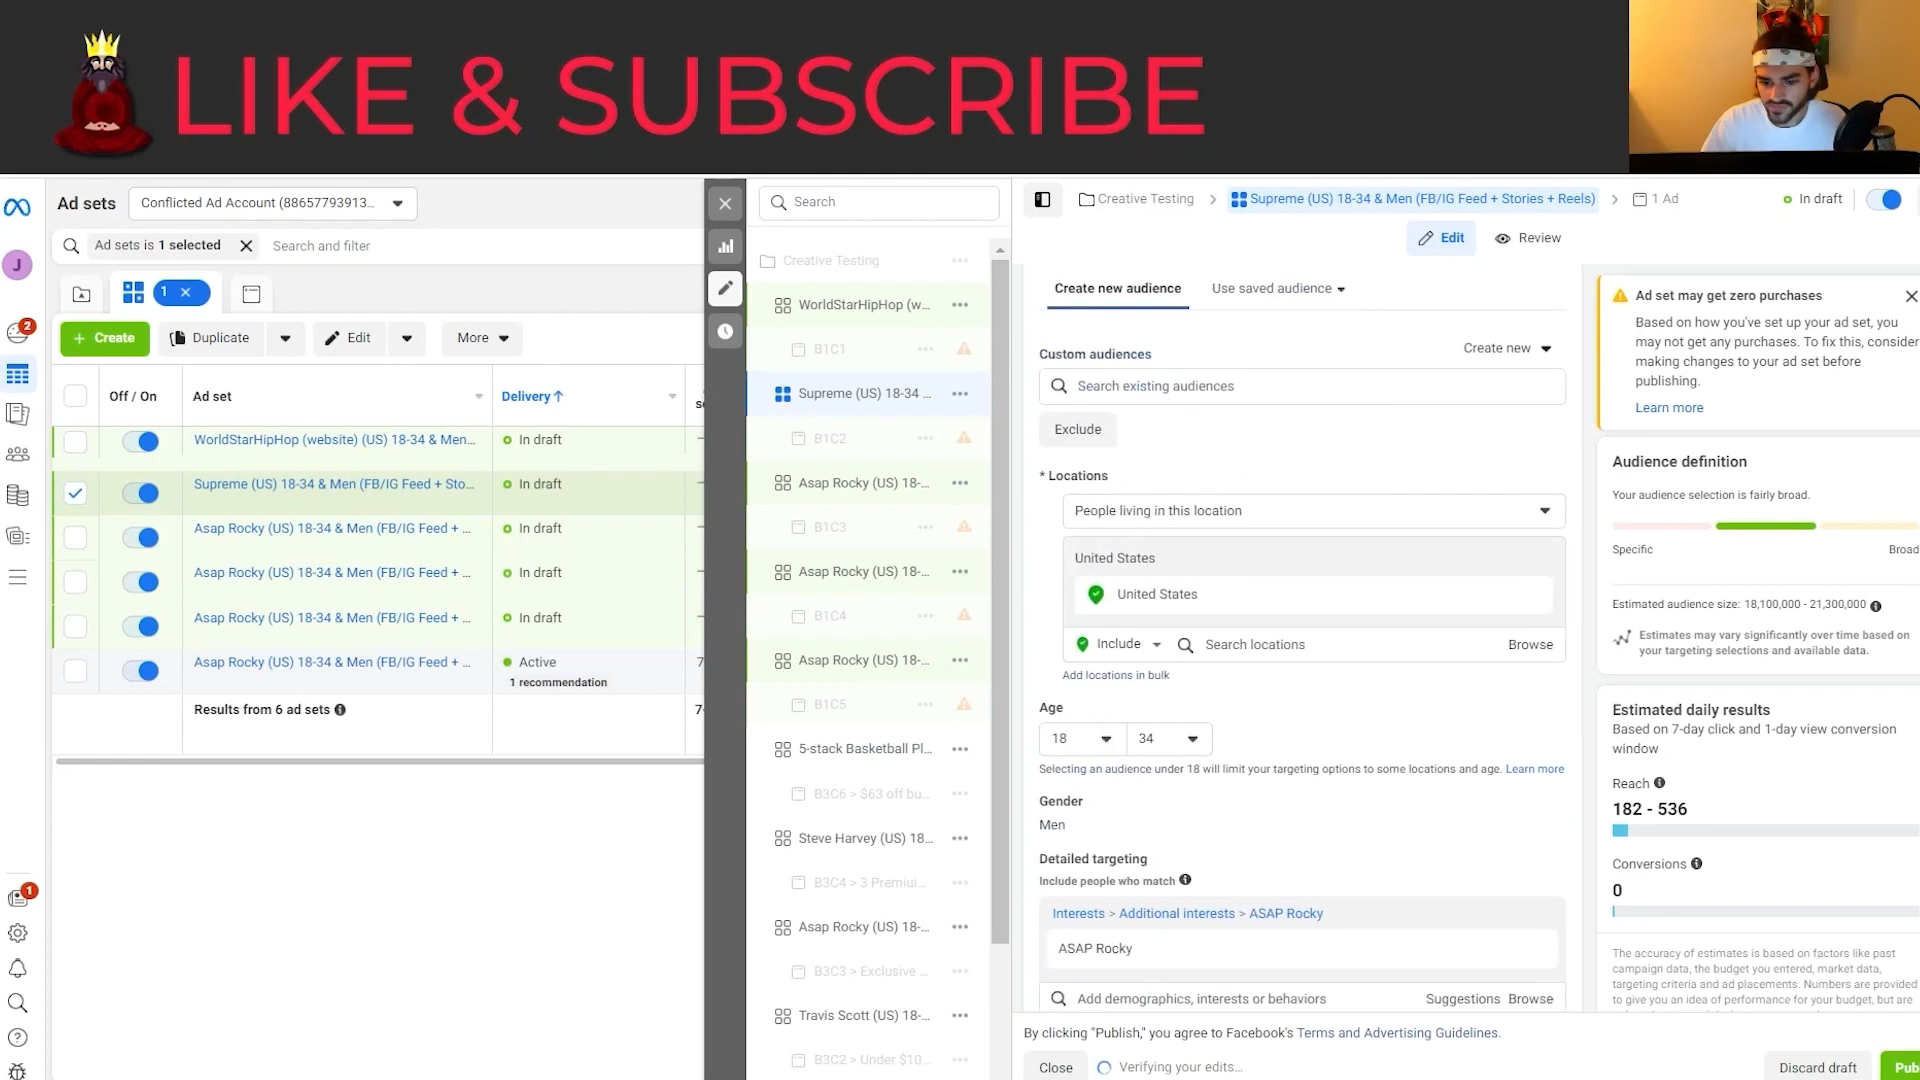 LIKE & SUBSCRIBE
Ad sets
Conflicted Ad Account (88657793913...
Ad sets is 1 selected
Search and filter
J
1
2
Create
Duplicate
Edit
More
Off / On
Ad set
Delivery ↑
WorldStarHipHop (website) (US) 18-34 & Men...
In draft
Supreme (US) 18-34 & Men (FB/IG Feed + Sto...
In draft
Asap Rocky (US) 18-34 & Men (FB/IG Feed + ...
In draft
Asap Rocky (US) 18-34 & Men (FB/IG Feed + ...
In draft
Asap Rocky (US) 18-34 & Men (FB/IG Feed + ...
In draft
Asap Rocky (US) 18-34 & Men (FB/IG Feed + ...
Active
1 recommendation
7
Results from 6 ad sets
7-
1
Search
Creative Testing
WorldStarHipHop (w...
B1C1
Supreme (US) 18-34 ...
B1C2
Asap Rocky (US) 18-...
B1C3
Asap Rocky (US) 18-...
B1C4
Asap Rocky (US) 18-...
B1C5
5-stack Basketball Pl...
B3C6 > $63 off bu...
Steve Harvey (US) 18...
B3C4 > 3 Premiui...
Asap Rocky (US) 18-...
B3C3 > Exclusive ...
Travis Scott (US) 18-...
B3C2 > Under $10...
Creative Testing
Supreme (US) 18-34 & Men (FB/IG Feed + Stories + Reels)
1 Ad
In draft
Edit
Review
Create new audience
Use saved audience
Custom audiences
Create new
Search existing audiences
Exclude
* Locations
People living in this location
United States
United States
Include
Search locations
Browse
Add locations in bulk
Age
18
34
Selecting an audience under 18 will limit your targeting options to some locations and age. Learn more
Gender
Men
Detailed targeting
Include people who match
Interests > Additional interests > ASAP Rocky
ASAP Rocky
Add demographics, interests or behaviors
Suggestions
Browse
By clicking "Publish," you agree to Facebook's Terms and Advertising Guidelines.
Close
Verifying your edits...
Discard draft
Pub
Ad set may get zero purchases
Based on how you've set up your ad set, you
may not get any purchases. To fix this, consider
making changes to your ad set before
publishing.
Learn more
Audience definition
Your audience selection is fairly broad.
Specific
Broad
Estimated audience size: 18,100,000 - 21,300,000
Estimates may vary significantly over time based on
your targeting selections and available data.
Estimated daily results
Based on 7-day click and 1-day view conversion
window
Reach
182 - 536
Conversions
0
The accuracy of estimates is based on factors like past
campaign data, the budget you entered, market data,
targeting criteria and ad placements. Numbers are provided
to give you an idea of performance for your budget, but are